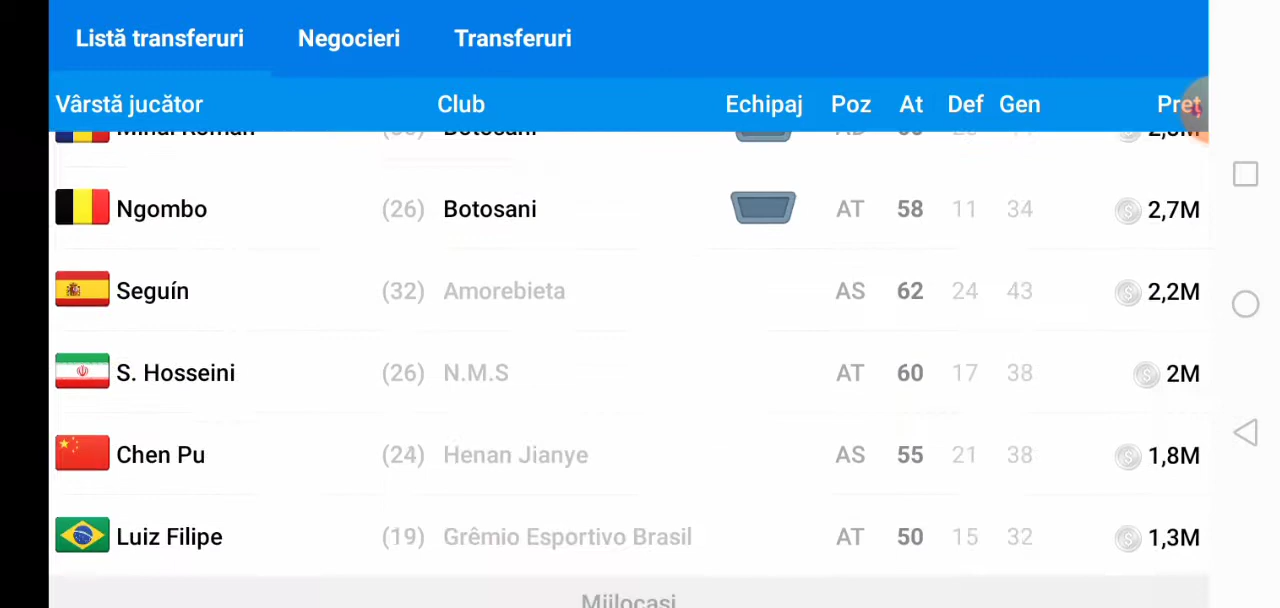 Listă transferuri Negocieri Transferuri
Vârstă jucător Club Echipaj Poz At Def Gen Preț
Mihai Roman Botosani
Ngombo (26) Botosani AT 58 11 34 2,7M
Seguín (32) Amorebieta AS 62 24 43 2,2M
S. Hosseini (26) N.M.S AT 60 17 38 2M
Chen Pu (24) Henan Jianye AS 55 21 38 1,8M
Luiz Filipe (19) Grêmio Esportivo Brasil AT 50 15 32 1,3M
Mijlocași